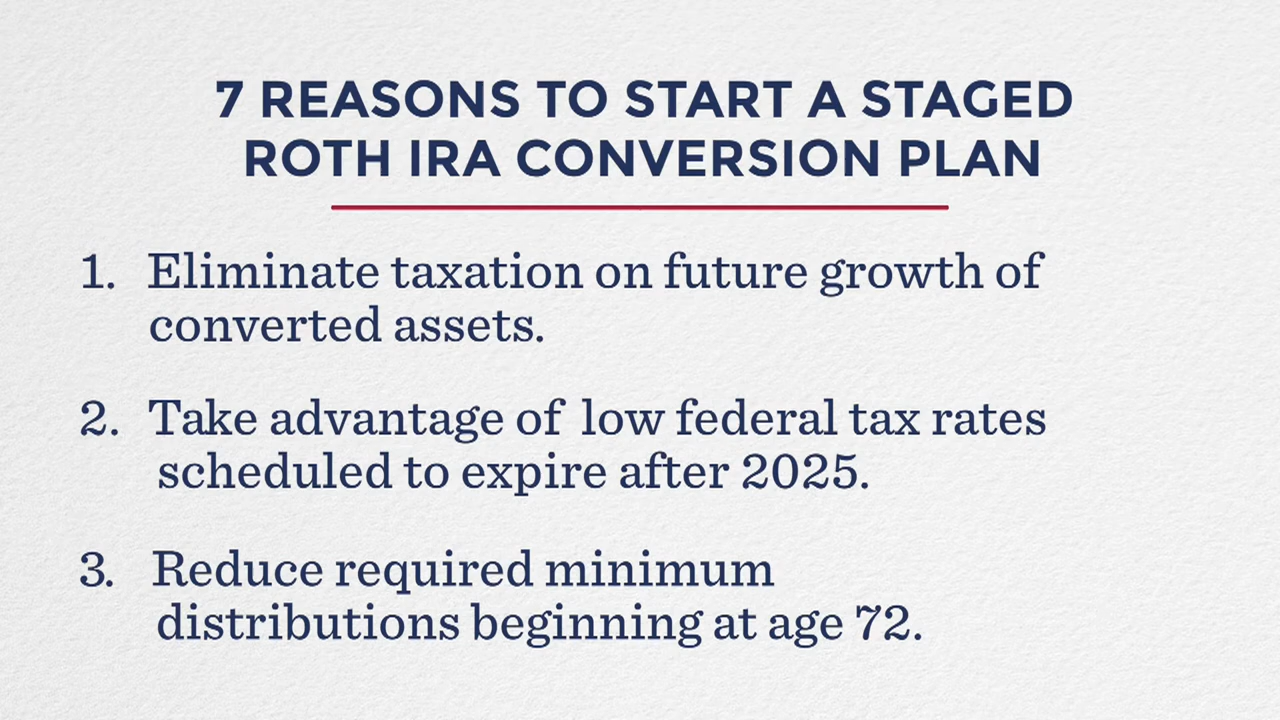 7 REASONS TO START A STAGED
ROTH IRA CONVERSION PLAN
1. Eliminate taxation on future growth of
converted assets.
2. Take advantage of low federal tax rates
scheduled to expire after 2025.
3. Reduce required minimum
distributions beginning at age 72.